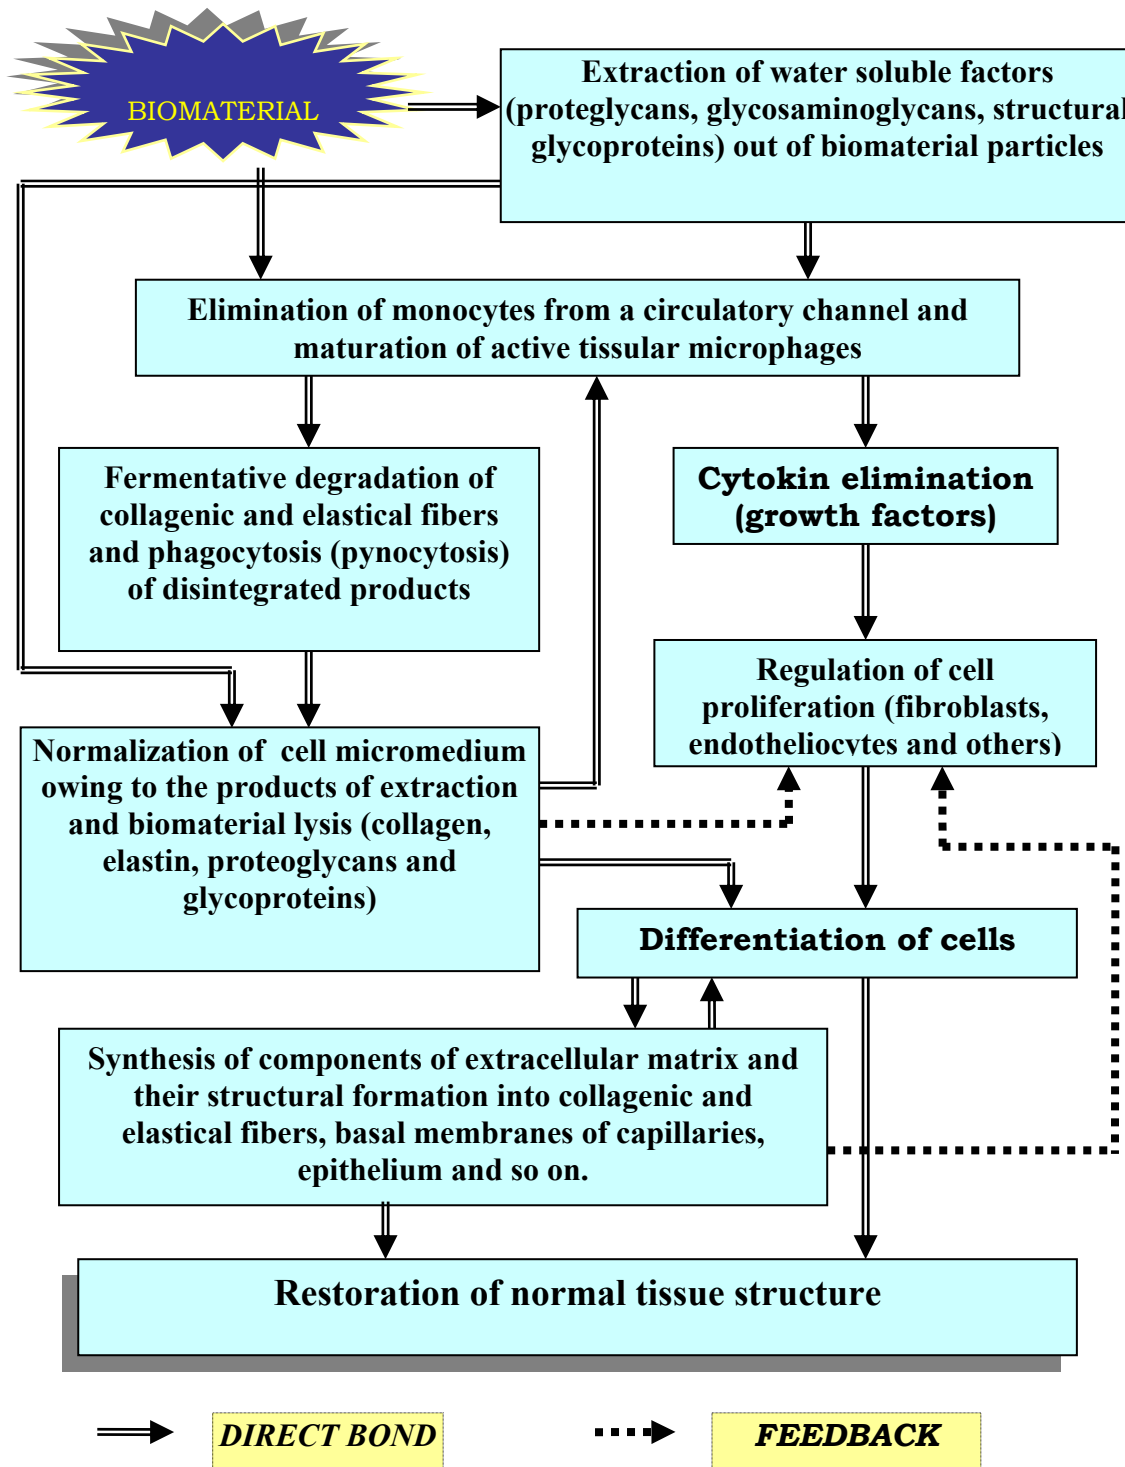 BIOMATERIAL
Extraction of water soluble factors
(proteglycans, glycosaminoglycans, structural
glycoproteins) out of biomaterial particles
Elimination of monocytes from a circulatory channel and
maturation of active tissular microphages
Fermentative degradation of
collagenic and elastical fibers
and phagocytosis (pynocytosis)
of disintegrated products
Cytokin elimination
(growth factors)
Regulation of cell
proliferation (fibroblasts,
endotheliocytes and others)
Normalization of cell micromedium
owing to the products of extraction
and biomaterial lysis (collagen,
elastin, proteoglycans and
glycoproteins)
Differentiation of cells
Synthesis of components of extracellular matrix and
their structural formation into collagenic and
elastical fibers, basal membranes of capillaries,
epithelium and so on.
Restoration of normal tissue structure
DIRECT BOND
FEEDBACK